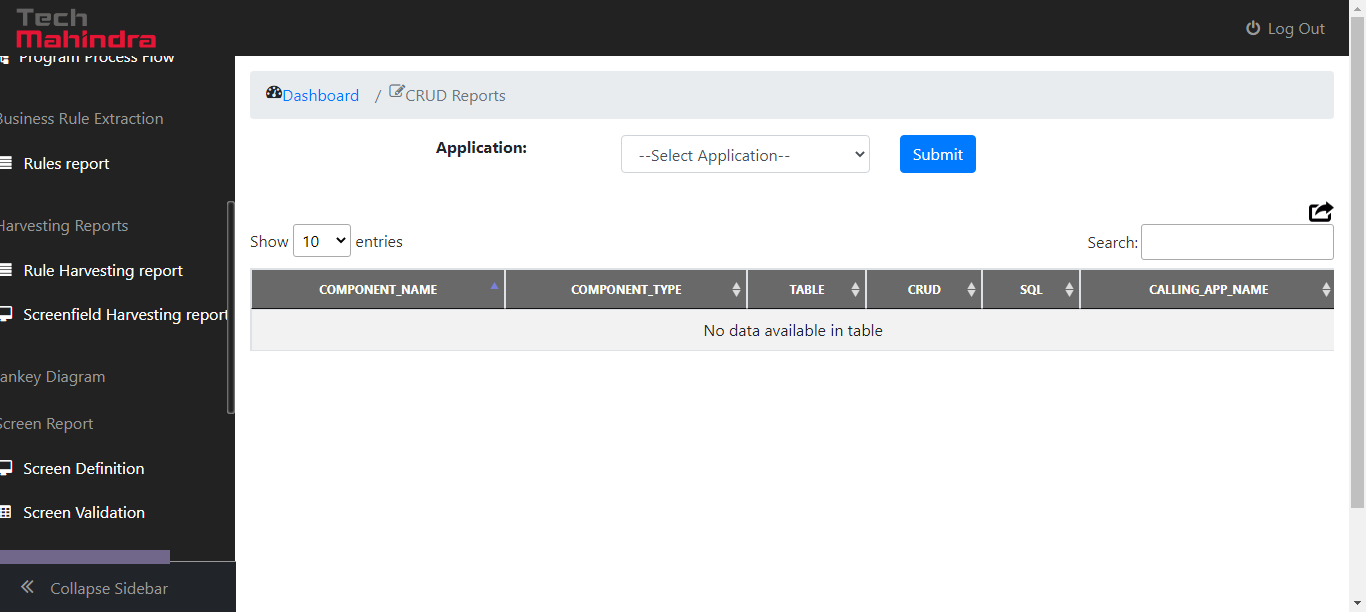 Tech
Mahindra
Log Out
Program Process Flow
Business Rule Extraction
Rules report
Harvesting Reports
Rule Harvesting report
Screenfield Harvesting report
ankey Diagram
Screen Report
Screen Definition
Screen Validation
Collapse Sidebar
Dashboard / CRUD Reports
Application: --Select Application-- Submit
Show 10 entries
Search:
COMPONENT_NAME COMPONENT_TYPE TABLE CRUD SQL CALLING_APP_NAME
No data available in table